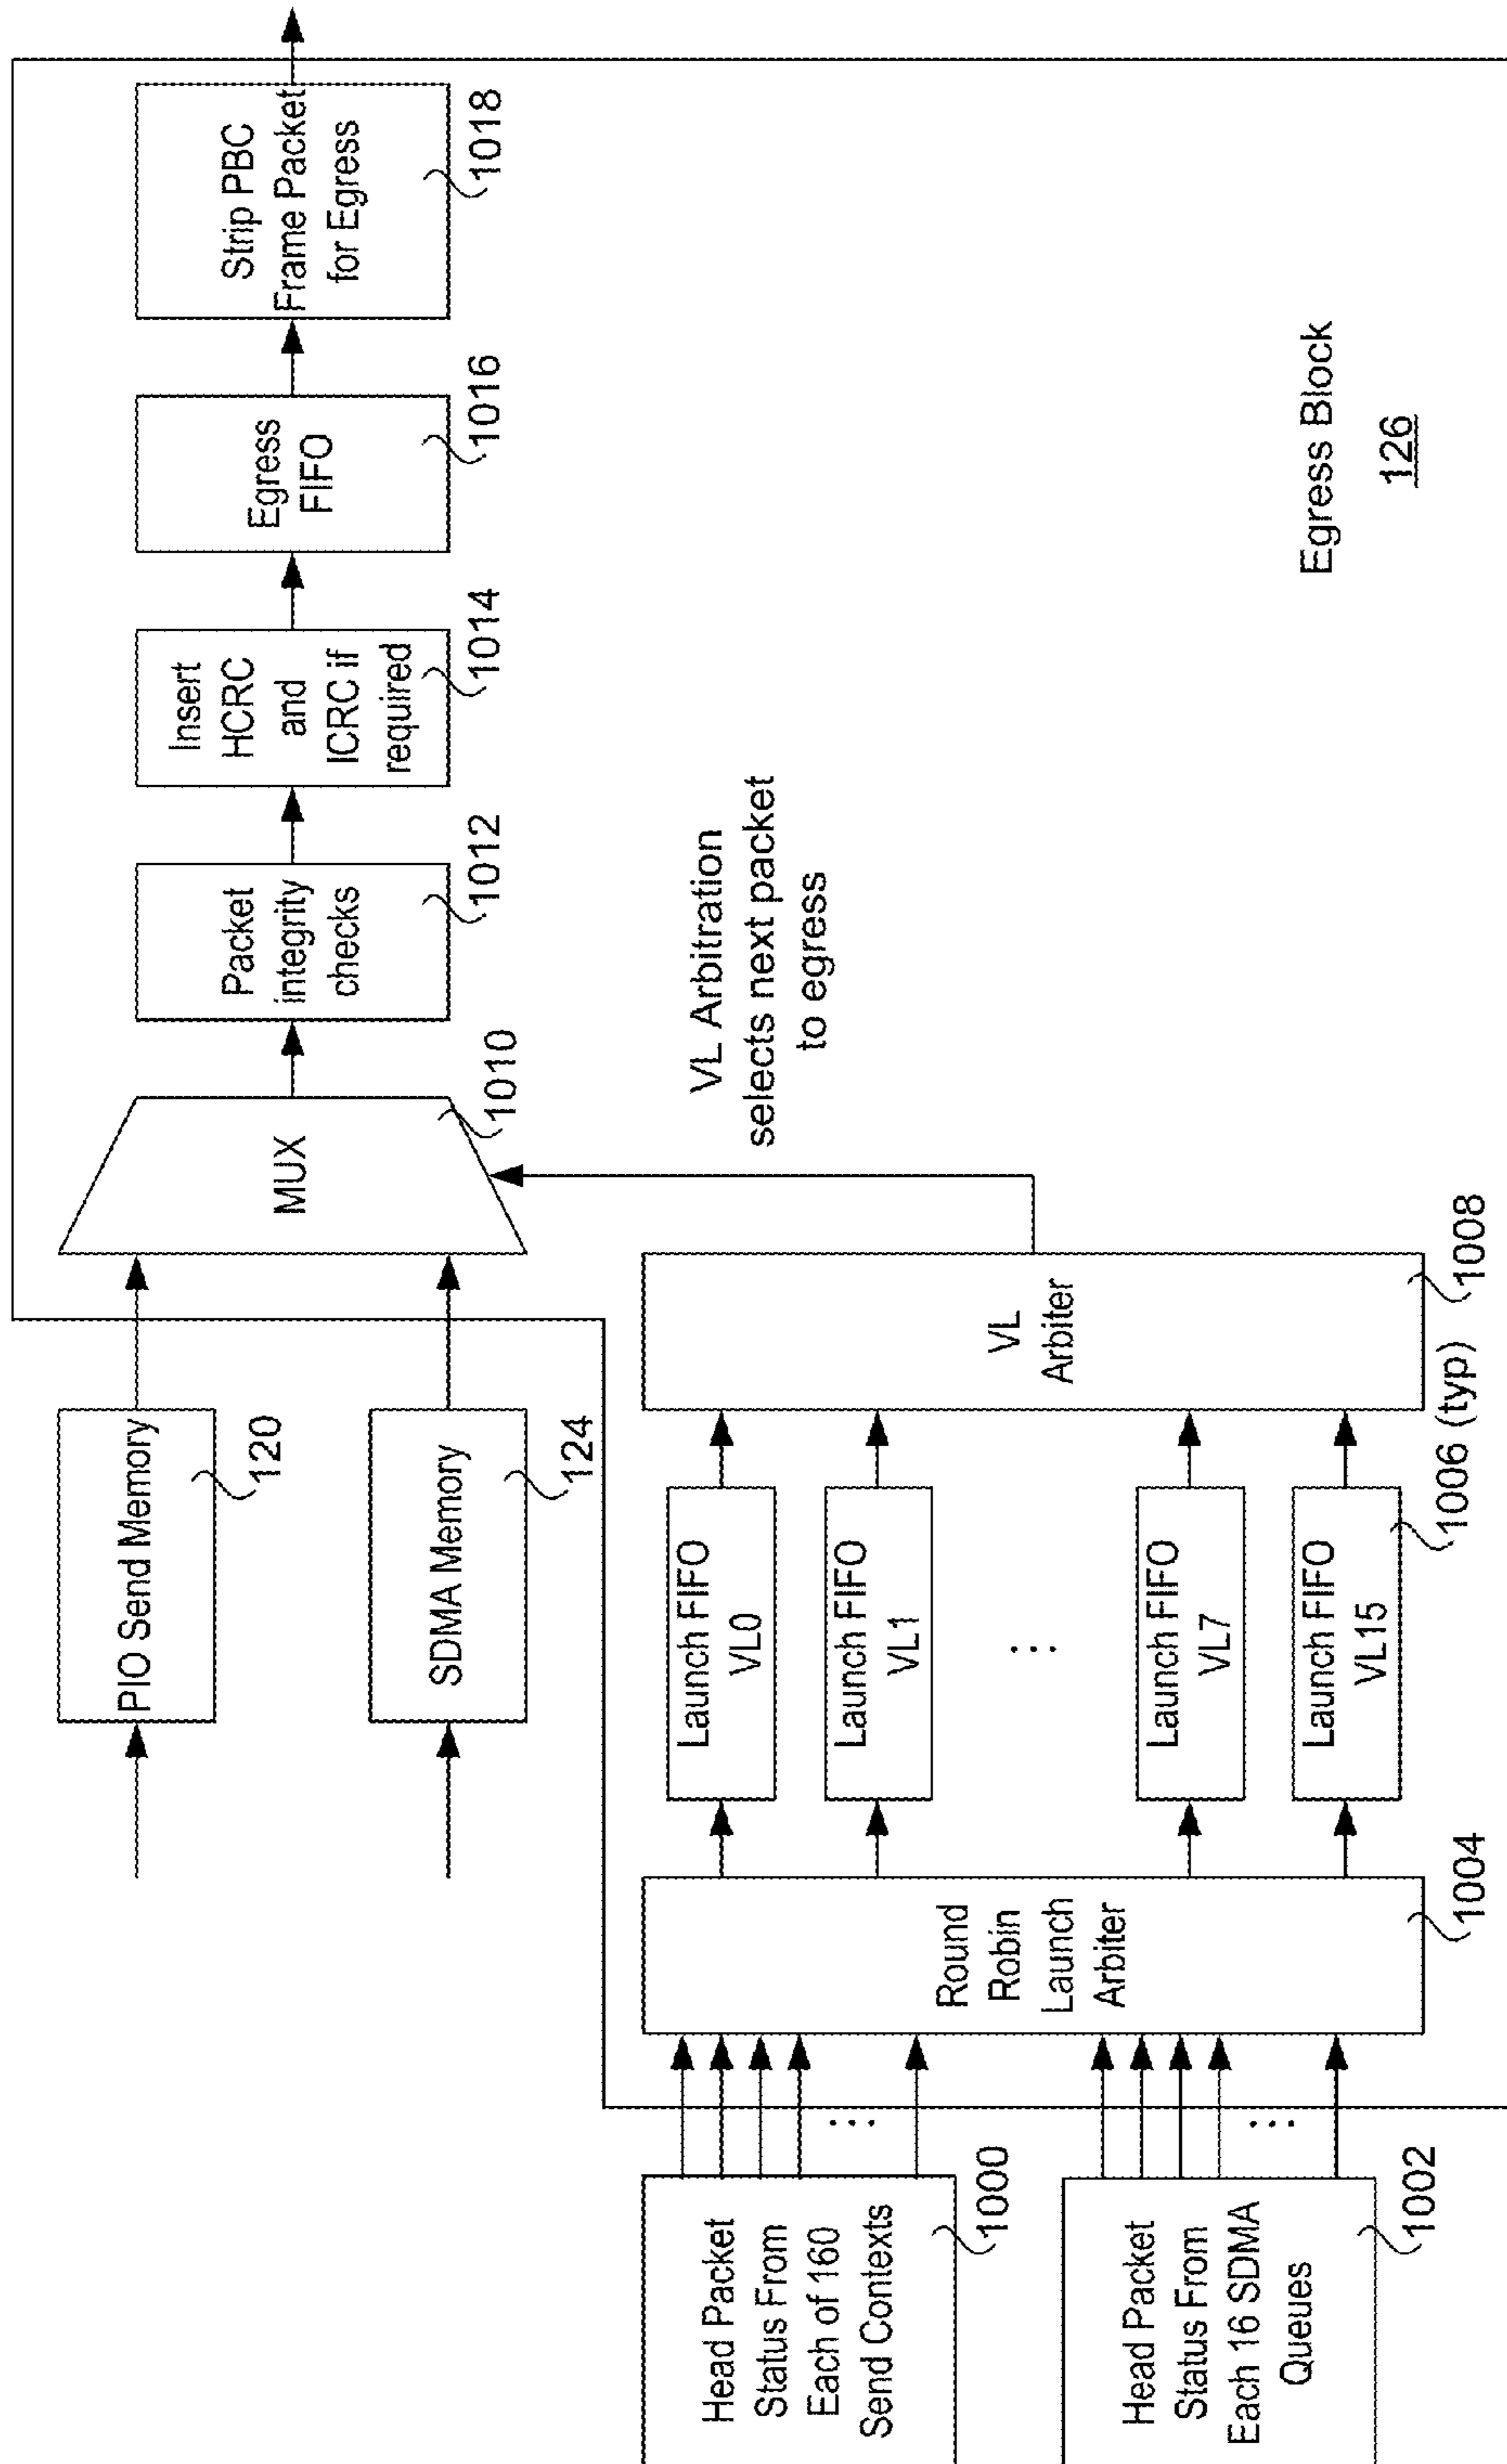 PIO Send Memory
120
SDMA Memory
124
MUX
1010
Packet
integrity
checks
1012
Insert
HCRC
and
ICRC if
required
1014
Egress
FIFO
1016
Strip PBC
Frame Packet
for Egress
1018
VL Arbitration
selects next packet
to egress
Head Packet
Status From
Each of 160
Send Contexts
1000
Head Packet
Status From
Each 16 SDMA
Queues
1002
Round
Robin
Launch
Arbiter
1004
Launch FIFO
VL0
Launch FIFO
VL1
Launch FIFO
VL7
Launch FIFO
VL15
1006 (typ)
VL
Arbiter
1008
Egress Block
126